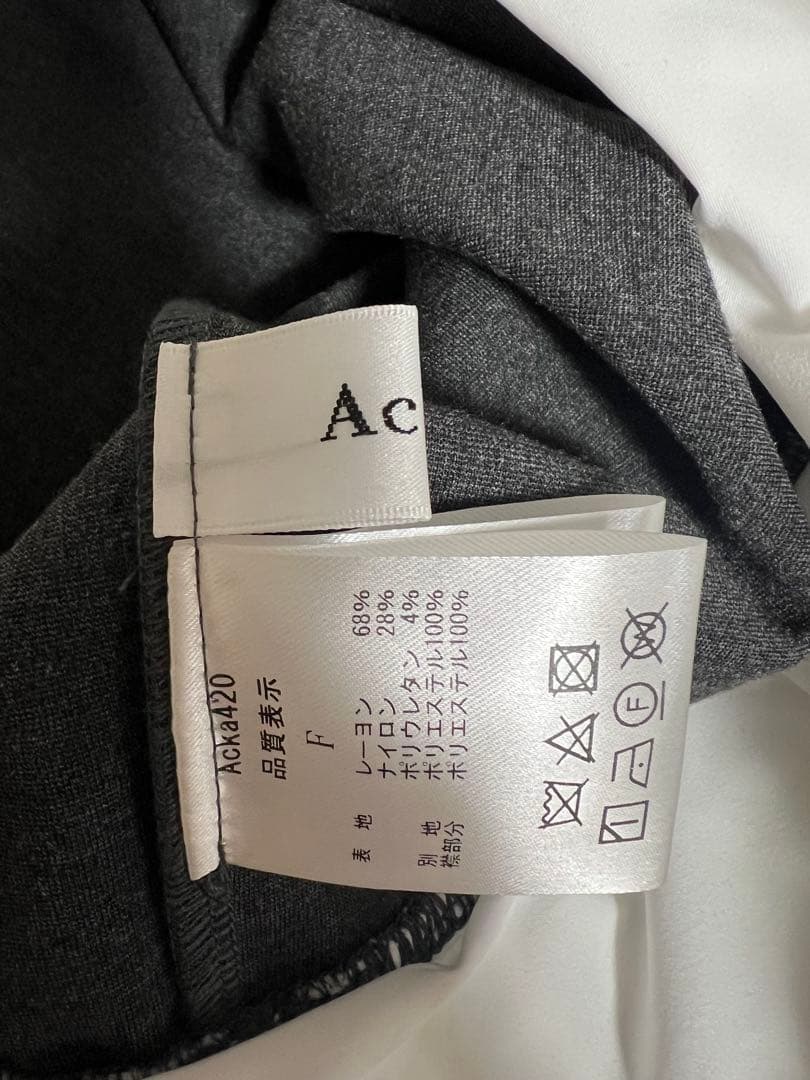 Ac
Acka420
品質表示
F
表 地 レーヨン 68%
ナイロン 28%
ポリウレタン 4%
別 地 ポリエステル100%
襟部分 ポリエステル100%
F
W